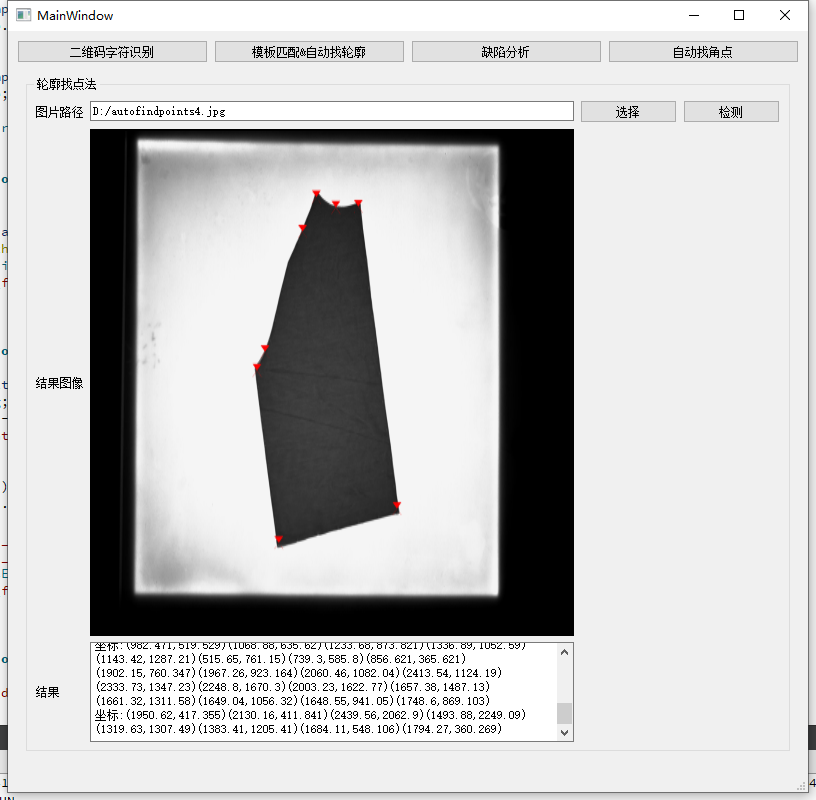 MainWindow
二维码字符识别
模板匹配&自动找轮廓
缺陷分析
自动找角点
轮廓找点法
图片路径
D:/autofindpoints4.jpg
选择
检测
结果图像
结果
坐标:(982.471,519.529)(1068.88,635.62)(1233.68,873.821)(1336.89,1052.59)
(1143.42,1287.21)(515.65,761.15)(739.3,585.8)(856.621,365.621)
(1902.15,760.347)(1967.26,923.164)(2060.46,1082.04)(2413.54,1124.19)
(2333.73,1347.23)(2248.8,1670.3)(2003.23,1622.77)(1657.38,1487.13)
(1661.32,1311.58)(1649.04,1056.32)(1648.55,941.05)(1748.6,869.103)
坐标:(1950.62,417.355)(2130.16,411.841)(2439.56,2062.9)(1493.88,2249.09)
(1319.63,1307.49)(1383.41,1205.41)(1684.11,548.106)(1794.27,360.269)